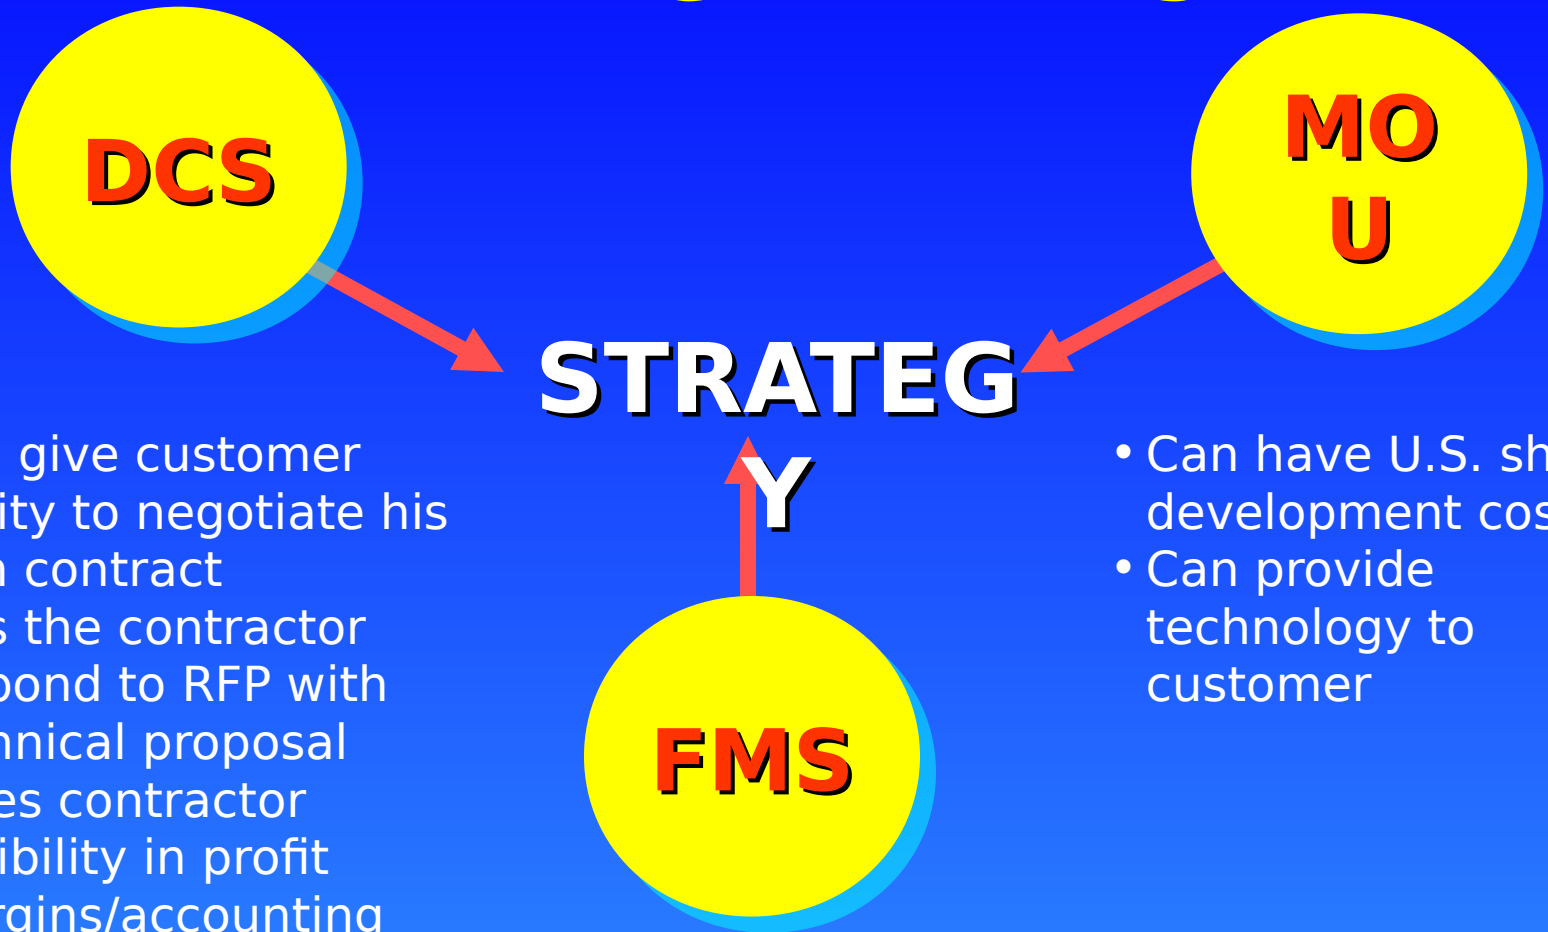 DCS
MO
U
STRATEG
Y
give customer
ity to negotiate his
contract
the contractor
pond to RFP with
nnical proposal
es contractor
ibility in profit
rgins/accounting
• Can have U.S. sh
development cos
• Can provide
technology to
customer
FMS